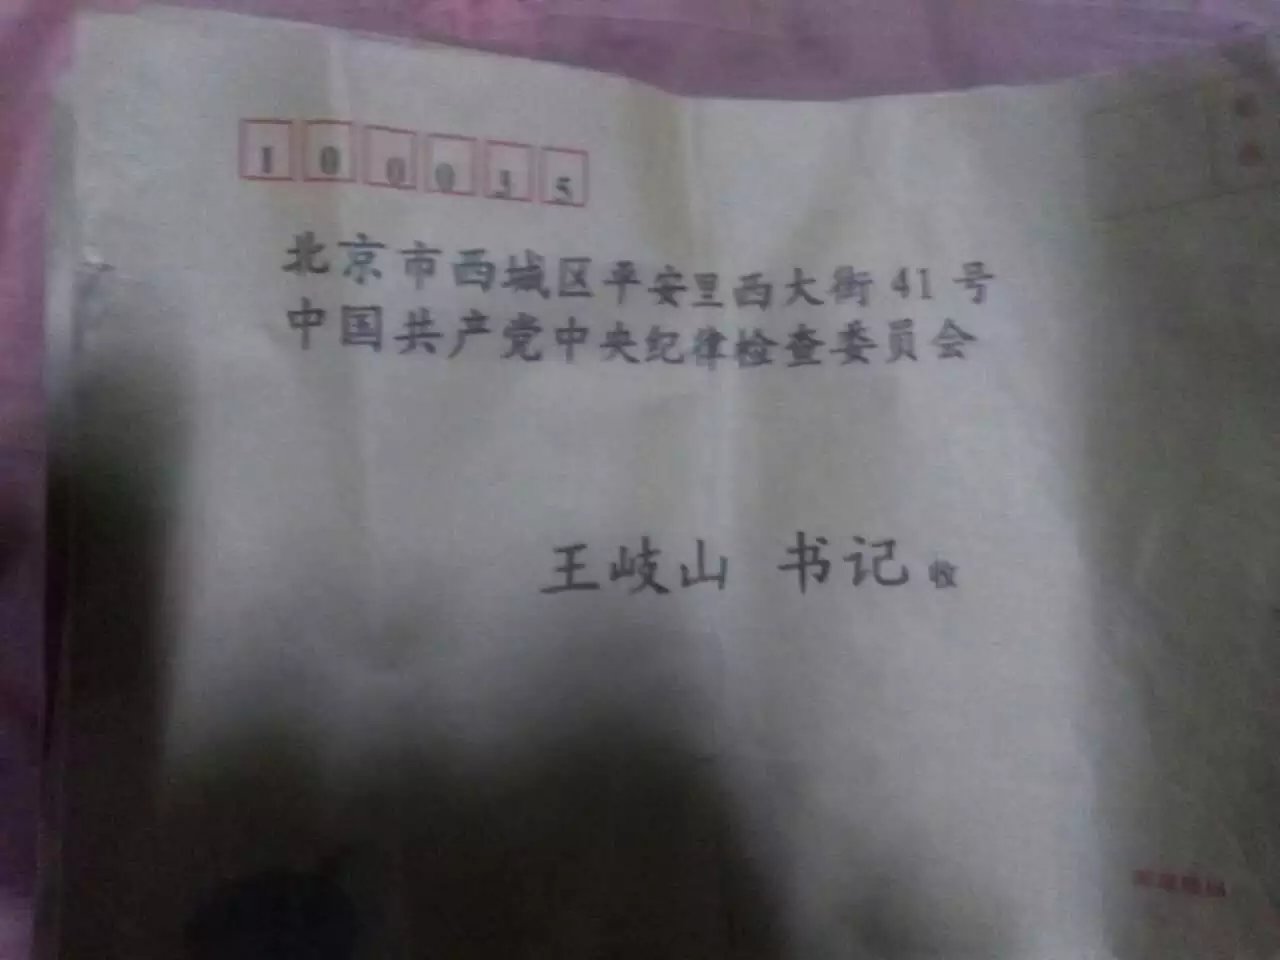 100035
北京市西城区平安里西大街41号
中国共产党中央纪律检查委员会
王岐山 书记 收